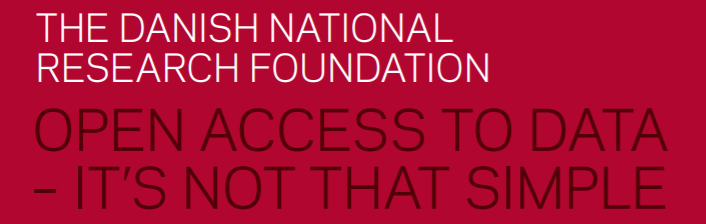 THE DANISH NATIONAL
RESEARCH FOUNDATION
OPEN ACCESS TO DATA
– IT’S NOT THAT SIMPLE